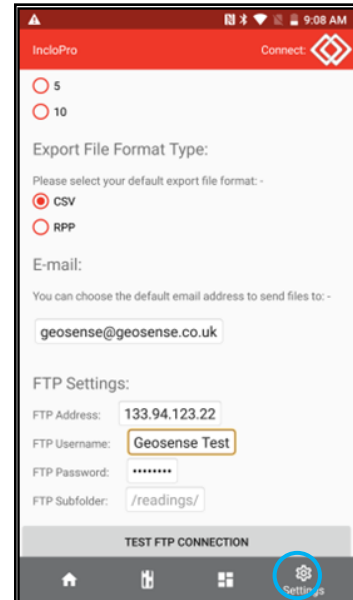 9:08 AM
IncloPro Connect:
5
10
Export File Format Type:
Please select your default export file format: -
CSV
RPP
E-mail:
You can choose the default email address to send files to: -
geosense@geosense.co.uk
FTP Settings:
FTP Address: 133.94.123.22
FTP Username: Geosense Test
FTP Password: ••••••••
FTP Subfolder: /readings/
TEST FTP CONNECTION
Settings